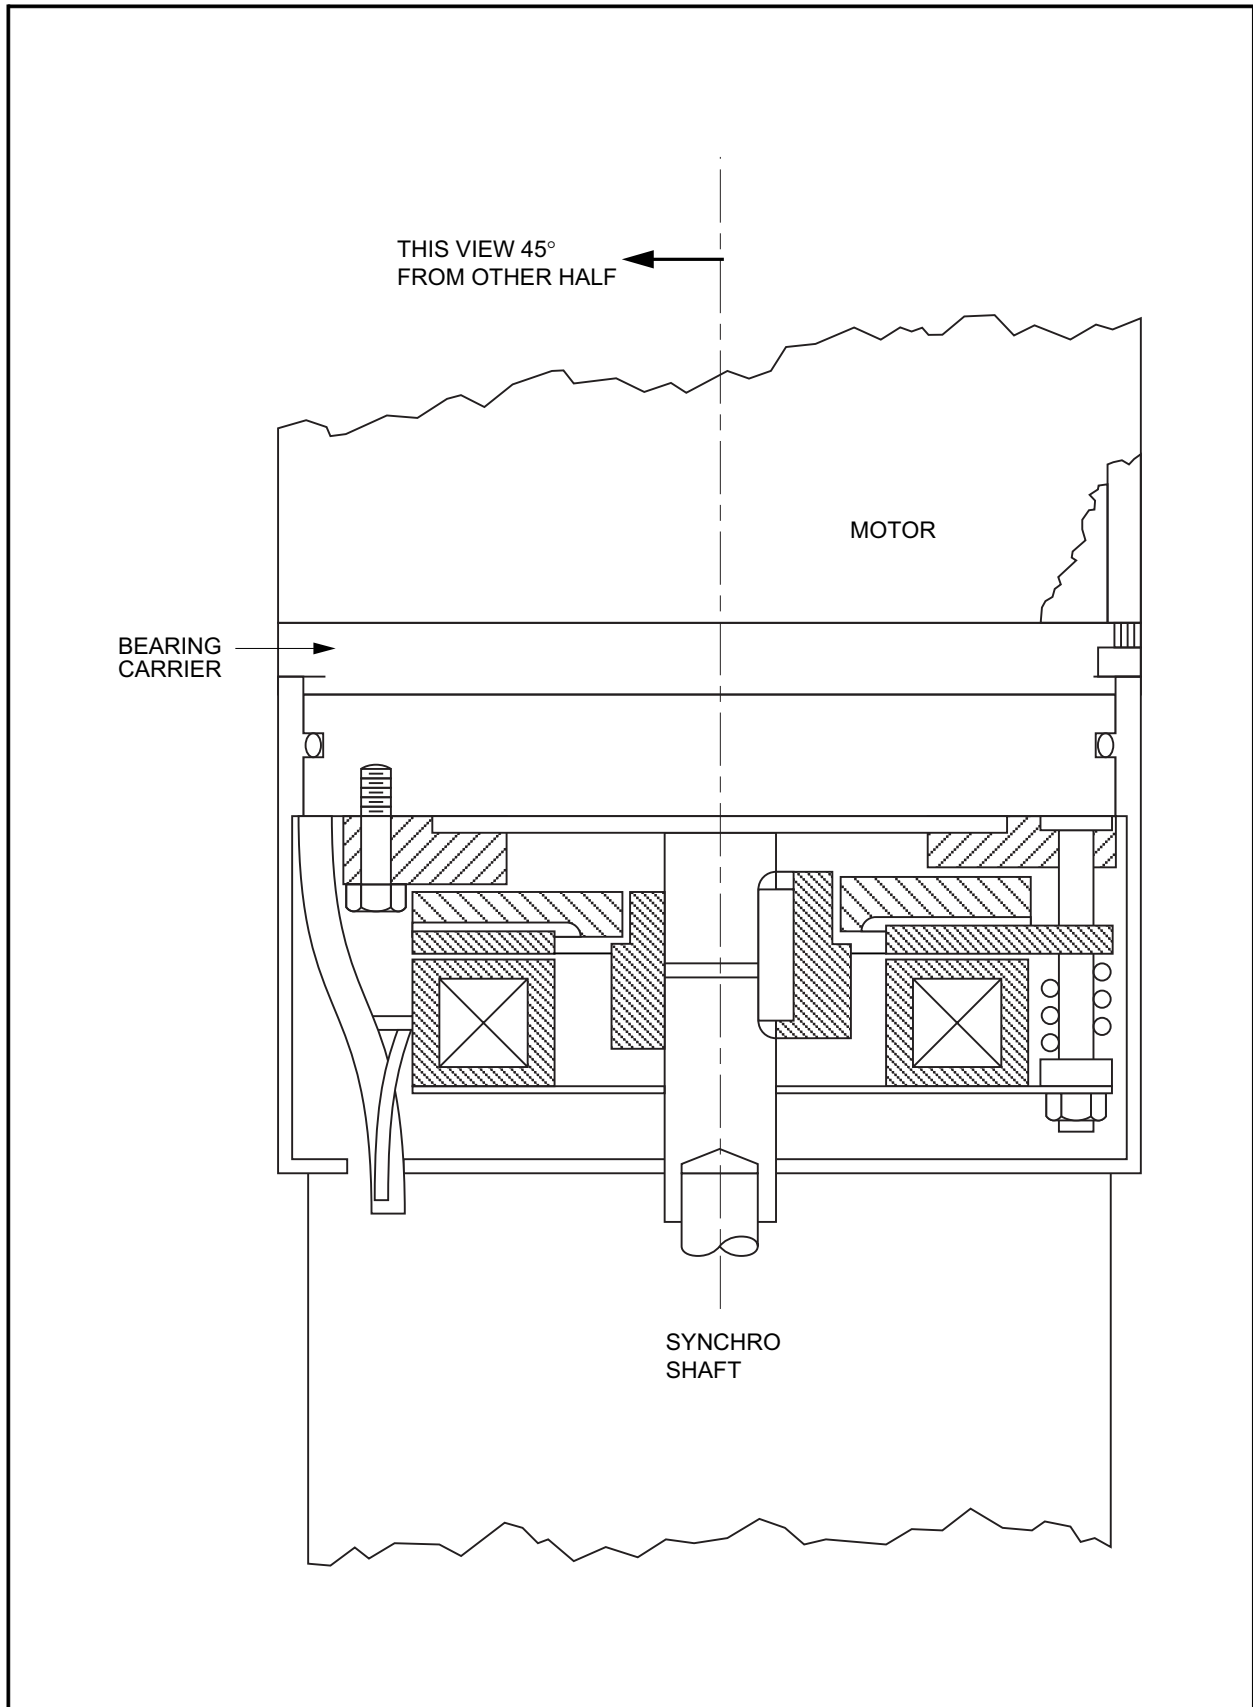 THIS VIEW 45°
FROM OTHER HALF
MOTOR
BEARING
CARRIER
SYNCHRO
SHAFT